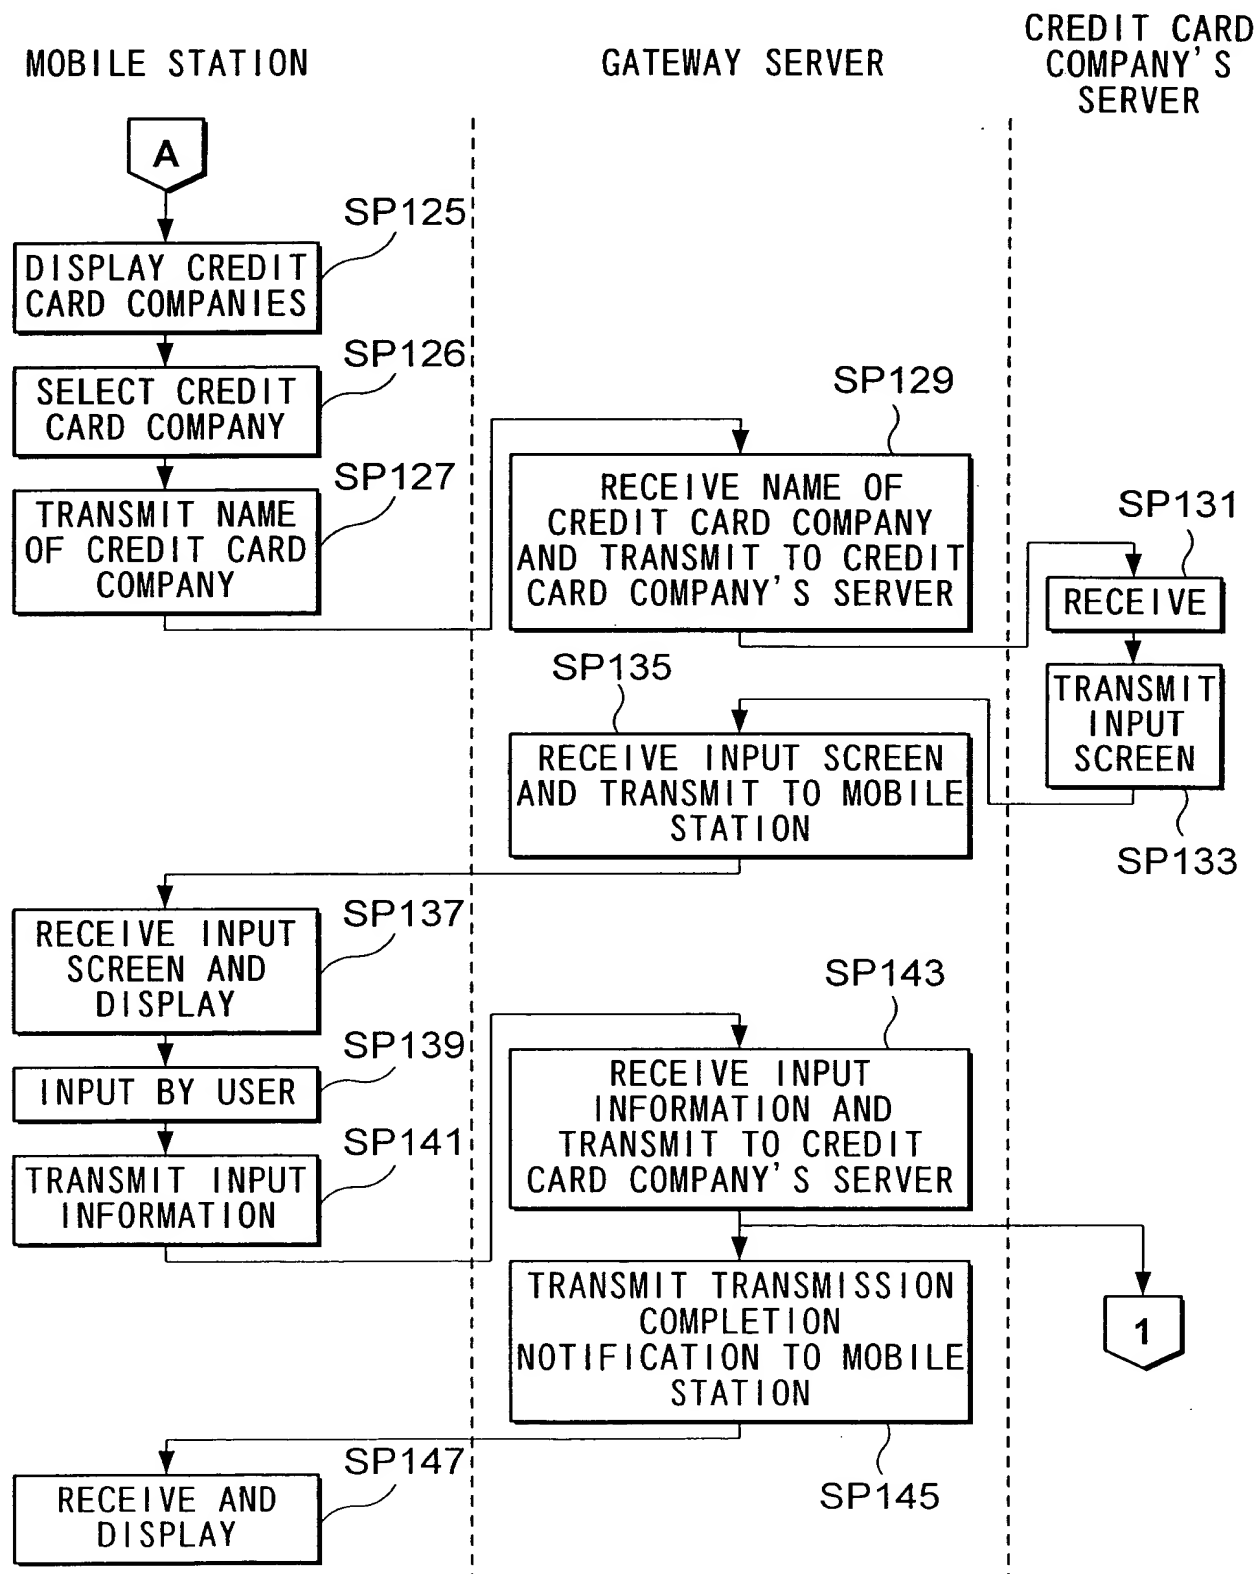 MOBILE STATION
GATEWAY SERVER
CREDIT CARD
COMPANY'S
SERVER
A
SP125
DISPLAY CREDIT
CARD COMPANIES
SP126
SELECT CREDIT
CARD COMPANY
SP127
TRANSMIT NAME
OF CREDIT CARD
COMPANY
SP129
RECEIVE NAME OF
CREDIT CARD COMPANY
AND TRANSMIT TO CREDIT
CARD COMPANY'S SERVER
SP131
RECEIVE
TRANSMIT
INPUT
SCREEN
SP133
SP135
RECEIVE INPUT SCREEN
AND TRANSMIT TO MOBILE
STATION
SP137
RECEIVE INPUT
SCREEN AND
DISPLAY
SP139
INPUT BY USER
SP141
TRANSMIT INPUT
INFORMATION
SP143
RECEIVE INPUT
INFORMATION AND
TRANSMIT TO CREDIT
CARD COMPANY'S SERVER
1
TRANSMIT TRANSMISSION
COMPLETION
NOTIFICATION TO MOBILE
STATION
SP145
SP147
RECEIVE AND
DISPLAY